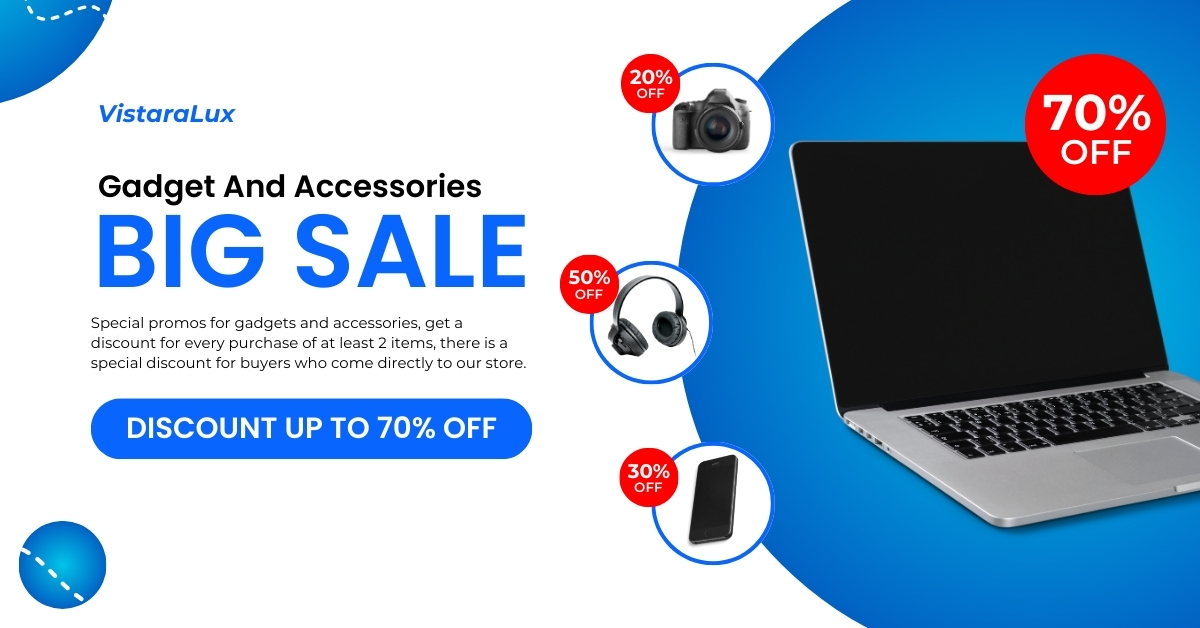 VistaraLux
Gadget And Accessories
BIG SALE
Special promos for gadgets and accessories, get a
discount for every purchase of at least 2 items, there is a
special discount for buyers who come directly to our store.
DISCOUNT UP TO 70% OFF
20%
OFF
50%
OFF
30%
OFF
70%
OFF